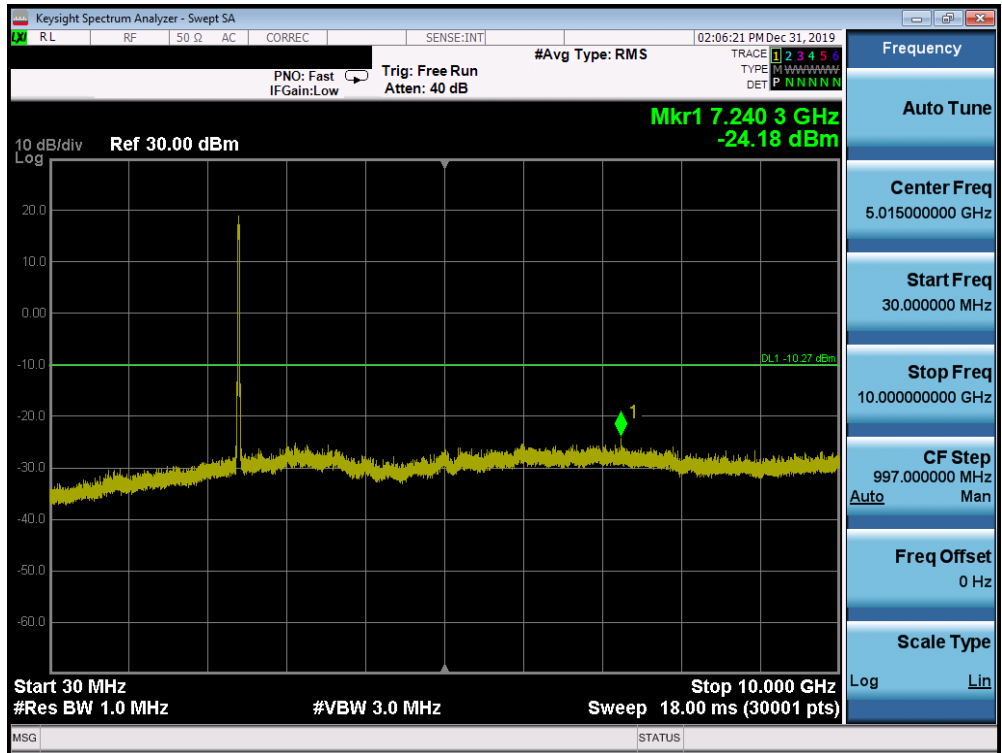 Keysight Spectrum Analyzer - Swept SA
LXI RL RF 50 Ω AC CORREC SENSE:INT 02:06:21 PM Dec 31, 2019
#Avg Type: RMS
TRACE 1 2 3 4 5 6
TYPE M W W W W W
DET P N N N N N
PNO: Fast
IFGain:Low
Trig: Free Run
Atten: 40 dB
Mkr1 7.240 3 GHz
-24.18 dBm
10 dB/div
Log
Ref 30.00 dBm
20.0
10.0
0.00
-10.0
-20.0
-30.0
-40.0
-50.0
-60.0
DL1 -10.27 dBm
1
Start 30 MHz
Stop 10.000 GHz
#Res BW 1.0 MHz
#VBW 3.0 MHz
Sweep 18.00 ms (30001 pts)
MSG
STATUS
Frequency
Auto Tune
Center Freq
5.015000000 GHz
Start Freq
30.000000 MHz
Stop Freq
10.000000000 GHz
CF Step
997.000000 MHz
Auto Man
Freq Offset
0 Hz
Scale Type
Log Lin